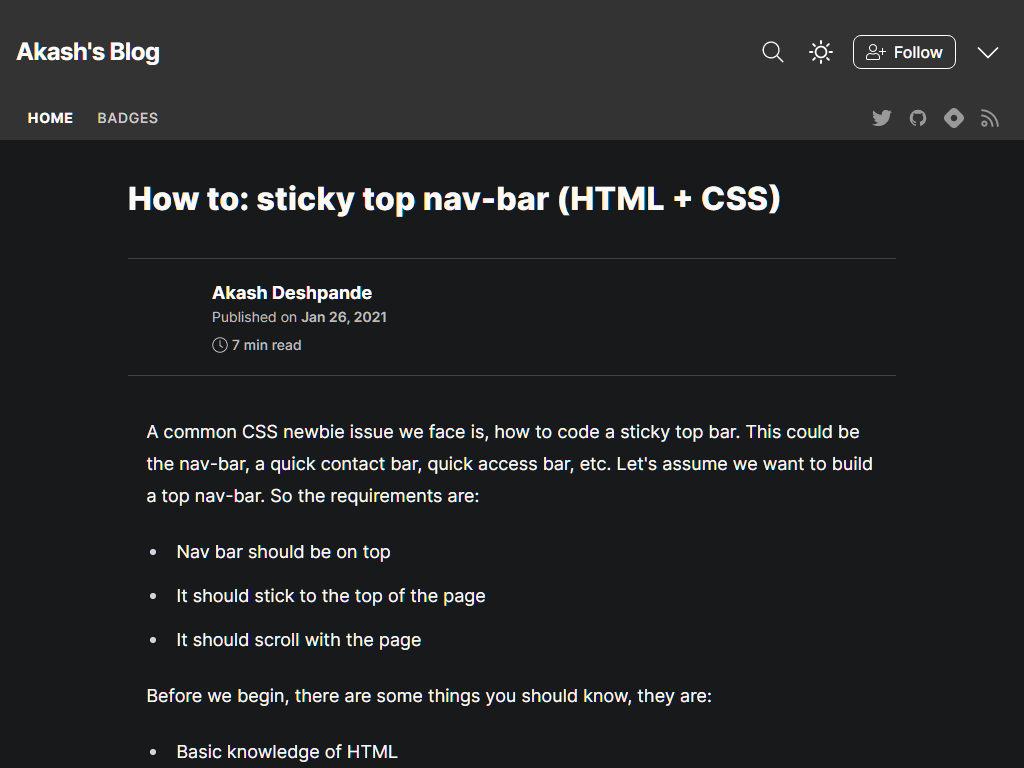 Akash's Blog
Follow
HOME
BADGES
How to: sticky top nav-bar (HTML + CSS)
Akash Deshpande
Published on Jan 26, 2021
7 min read
A common CSS newbie issue we face is, how to code a sticky top bar. This could be
the nav-bar, a quick contact bar, quick access bar, etc. Let's assume we want to build
a top nav-bar. So the requirements are:
• Nav bar should be on top
• It should stick to the top of the page
• It should scroll with the page
Before we begin, there are some things you should know, they are:
• Basic knowledge of HTML